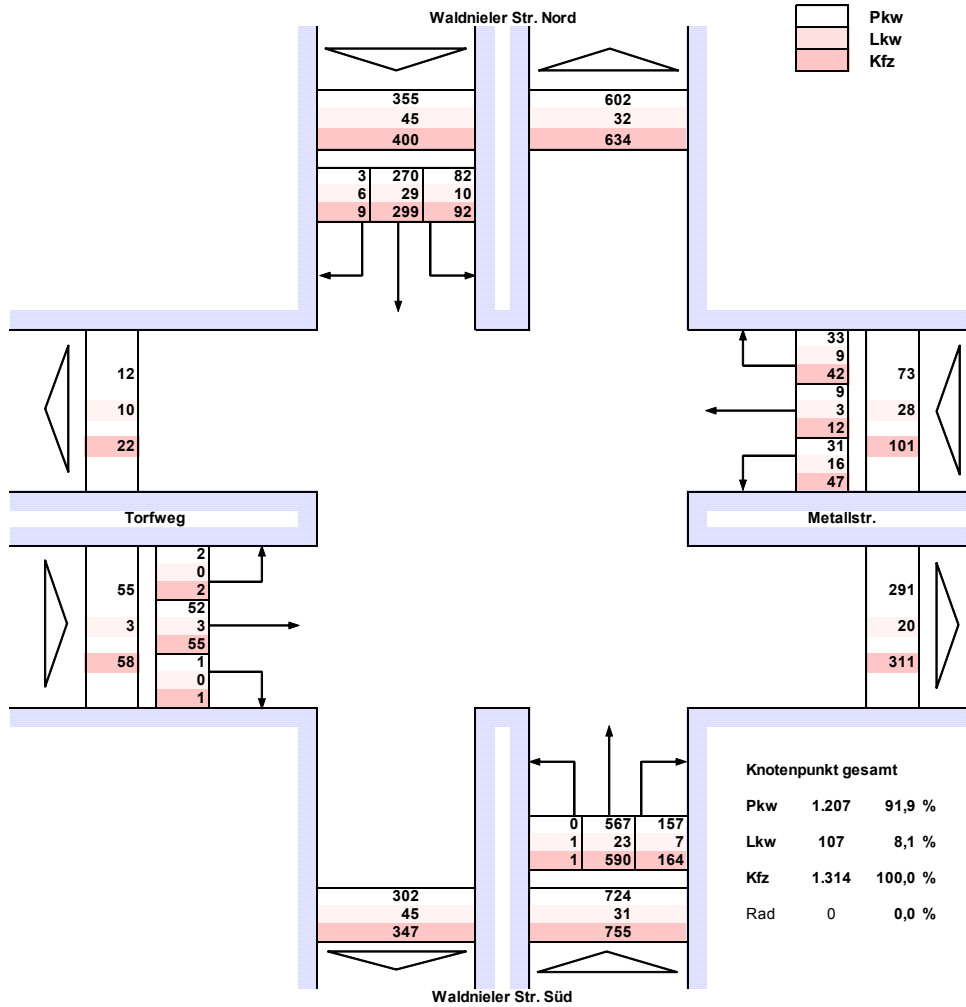 Waldnieler Str. Nord
Pkw
Lkw
Kfz
355 602
45 32
400 634
3 270 82
6 29 10
9 299 92
33
9
42
9
3
12
31
16
47
12
10
22
73
28
101
Torfweg
Metallstr.
2
0
2
52
3
55
1
0
1
55
3
58
291
20
311
Knotenpunkt gesamt
Pkw 1.207 91,9 %
Lkw 107 8,1 %
Kfz 1.314 100,0 %
Rad 0 0,0 %
0 567 157
1 23 7
1 590 164
302 724
45 31
347 755
Waldnieler Str. Süd